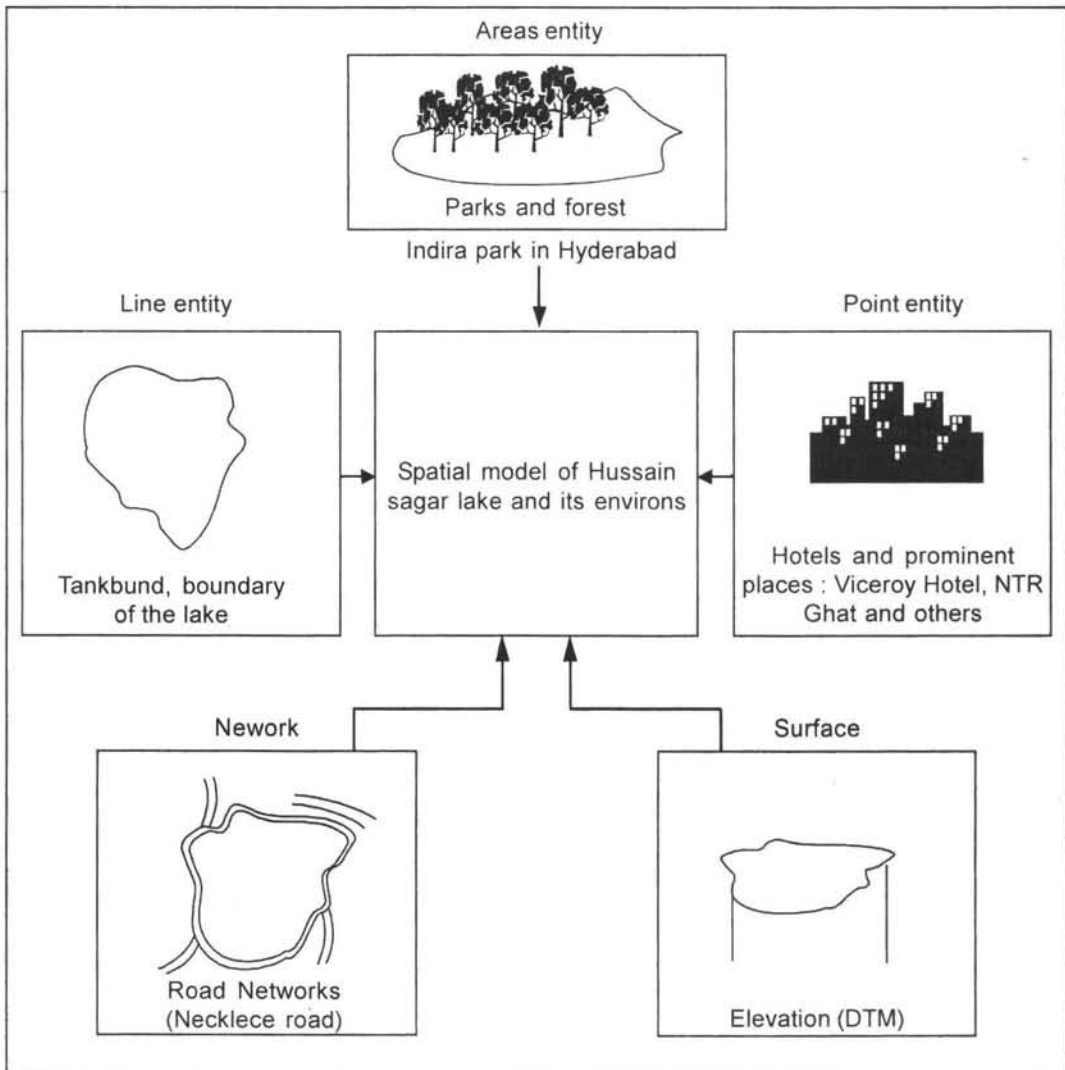 Areas entity
Parks and forest
Indira park in Hyderabad
Line entity
Point entity
Spatial model of Hussain
sagar lake and its environs
Tankbund, boundary
of the lake
Hotels and prominent
places : Viceroy Hotel, NTR
Ghat and others
Nework
Surface
Road Networks
(Necklece road)
Elevation (DTM)